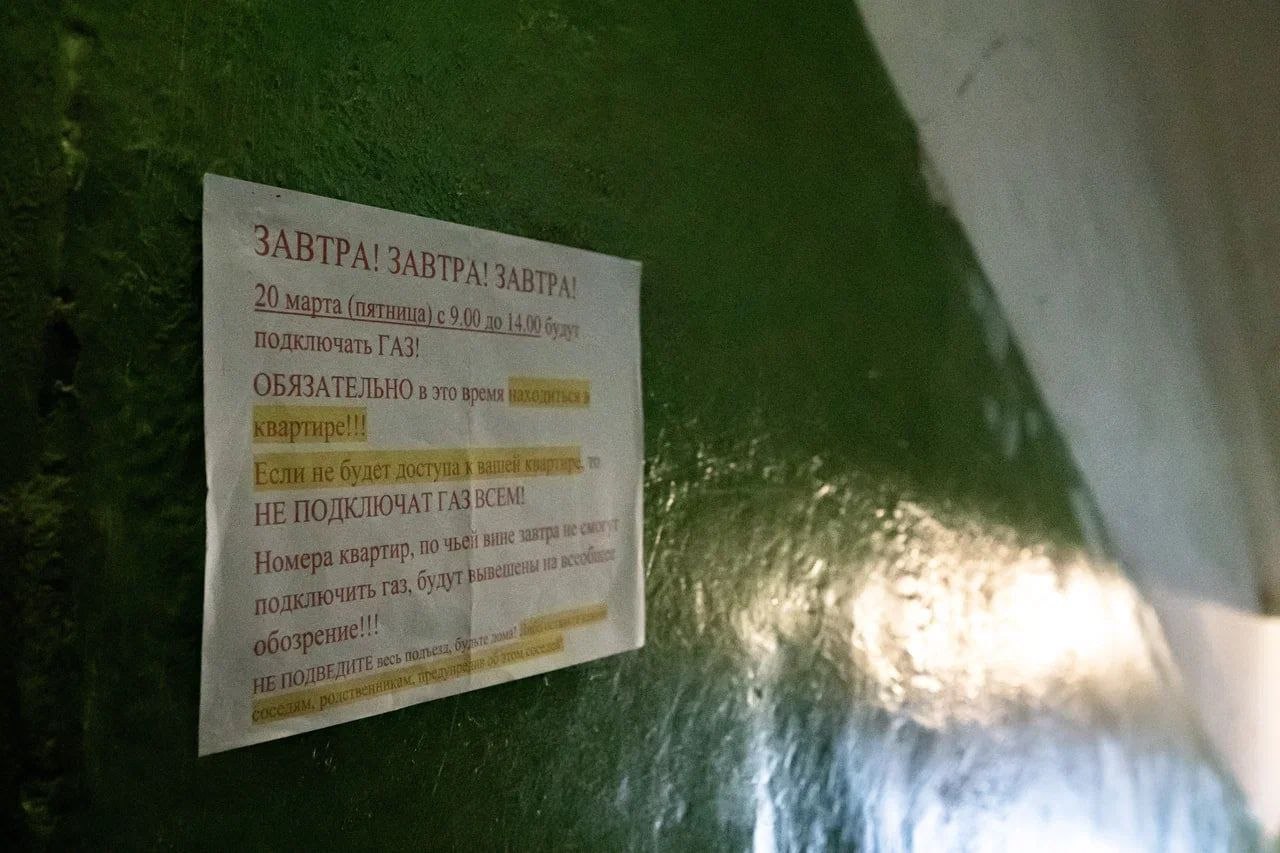 ЗАВТРА! ЗАВТРА! ЗАВТРА!
20 марта (пятница) с 9.00 до 14.00 будут
подключать ГАЗ!
ОБЯЗАТЕЛЬНО в это время находиться в
квартире!!!
Если не будет доступа к вашей квартире, то
НЕ ПОДКЛЮЧАТ ГАЗ ВСЕМ!
Номера квартир, по чьей вине завтра не смогут
подключить газ, будут вывешены на всеобщее
обозрение!!!
НЕ ПОДВЕДИТЕ весь подъезд, будьте дома!
соседям, родственникам, предупредив об этом соседей!